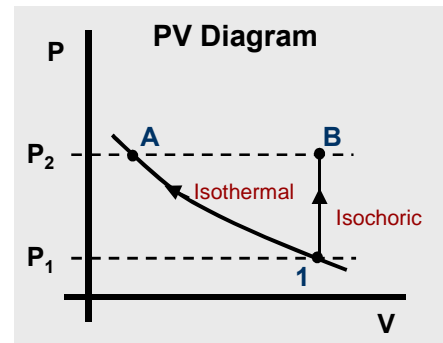 PV Diagram
P
A
B
P2
Isothermal
Isochoric
P1
1
V